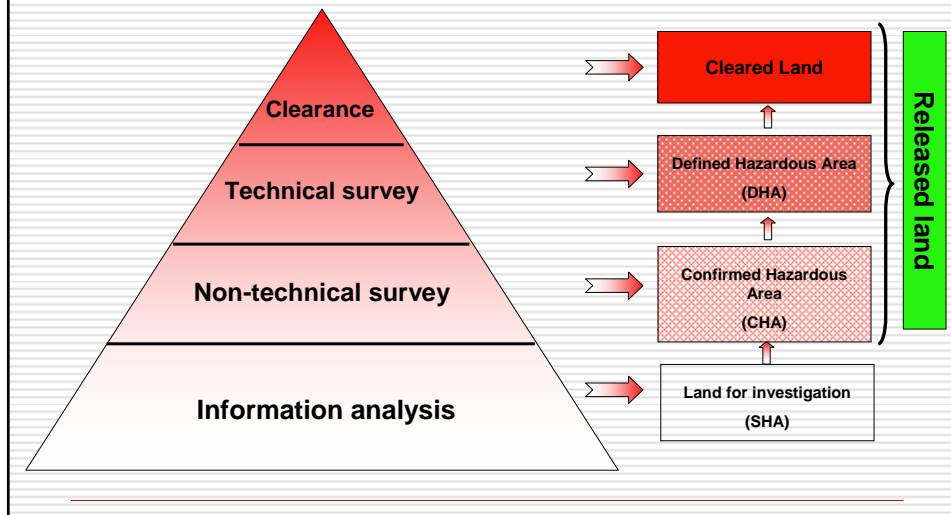 Clearance
Technical survey
Non-technical survey
Information analysis
Cleared Land
Defined Hazardous Area
(DHA)
Confirmed Hazardous
Area
(CHA)
Land for investigation
(SHA)
Released land